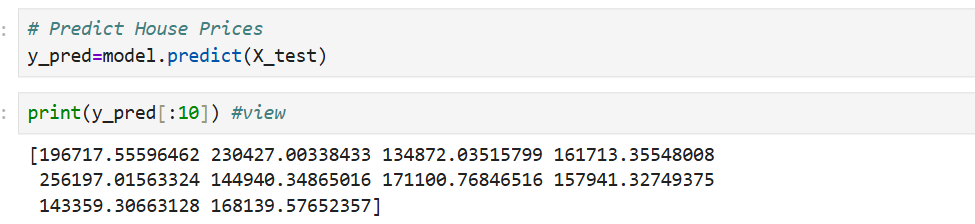 :
# Predict House Prices
y_pred=model.predict(X_test)
:
print(y_pred[:10]) #view
[196717.55596462 230427.00338433 134872.03515799 161713.35548008
256197.01563324 144940.34865016 171100.76846516 157941.32749375
143359.30663128 168139.57652357]